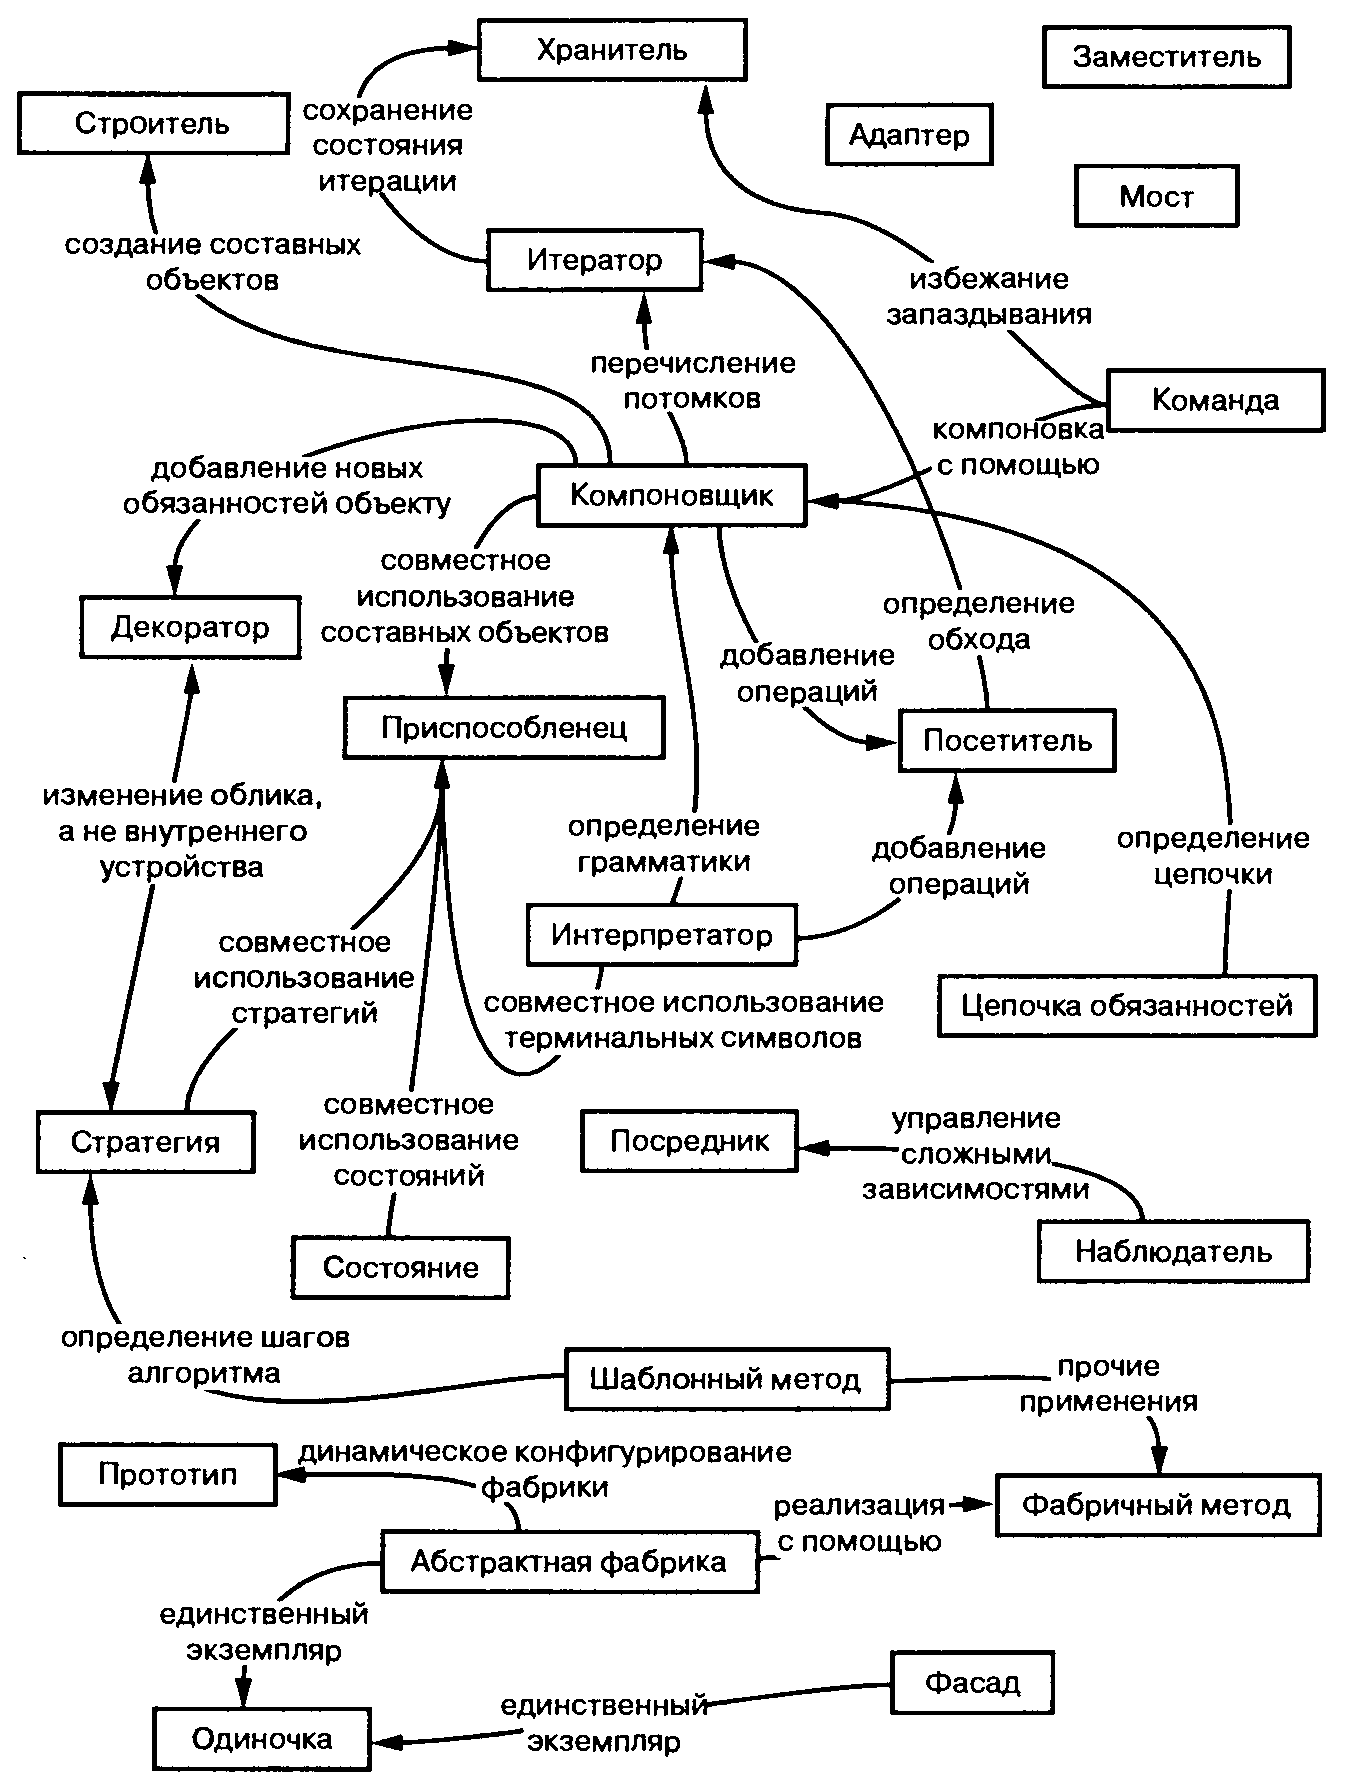 Хранитель
Заместитель
Строитель
сохранение
состояния
итерации
Адаптер
Мост
создание составных
объектов
Итератор
избежание
запаздывания
перечисление
потомков
Команда
компоновка
с помощью
добавление новых
обязанностей объекту
Компоновщик
совместное
использование
составных объектов
определение
обхода
Декоратор
добавление
операций
Приспособленец
Посетитель
изменение облика,
а не внутреннего
устройства
определение
грамматики
добавление
операций
определение
цепочки
совместное
использование
стратегий
Интерпретатор
совместное использование
терминальных символов
Цепочка обязанностей
Стратегия
совместное
использование
состояний
Посредник
управление
сложными
зависимостями
Состояние
Наблюдатель
определение шагов
алгоритма
Шаблонный метод
прочие
применения
Прототип
динамическое конфигурирование
фабрики
реализация
с помощью
Фабричный метод
Абстрактная фабрика
единственный
экземпляр
Фасад
единственный
экземпляр
Одиночка